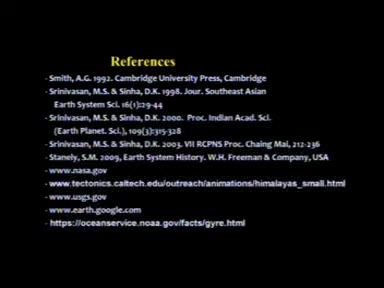 References
- Smith, A.G. 1992. Cambridge University Press, Cambridge
- Srinivasan, M.S. & Sinha, D.K. 1998. Jour. Southeast Asian
Earth System Sci. 16(1):29-44
- Srinivasan, M.S. & Sinha, D.K. 2000. Proc. Indian Acad. Sci.
(Earth Planet. Sci.), 109(3):315-328
- Srinivasan, M.S. & Sinha, D.K. 2003. VII RCPNS Proc. Chaing Mai, 212-236
- Stanely, S.M. 2009, Earth System History. W.H. Freeman & Company, USA
- www.nasa.gov
- www.tectonics.caltech.edu/outreach/animations/himalayas_small.html
- www.usgs.gov
- www.earth.google.com
- https://oceanservice.noaa.gov/facts/gyre.html